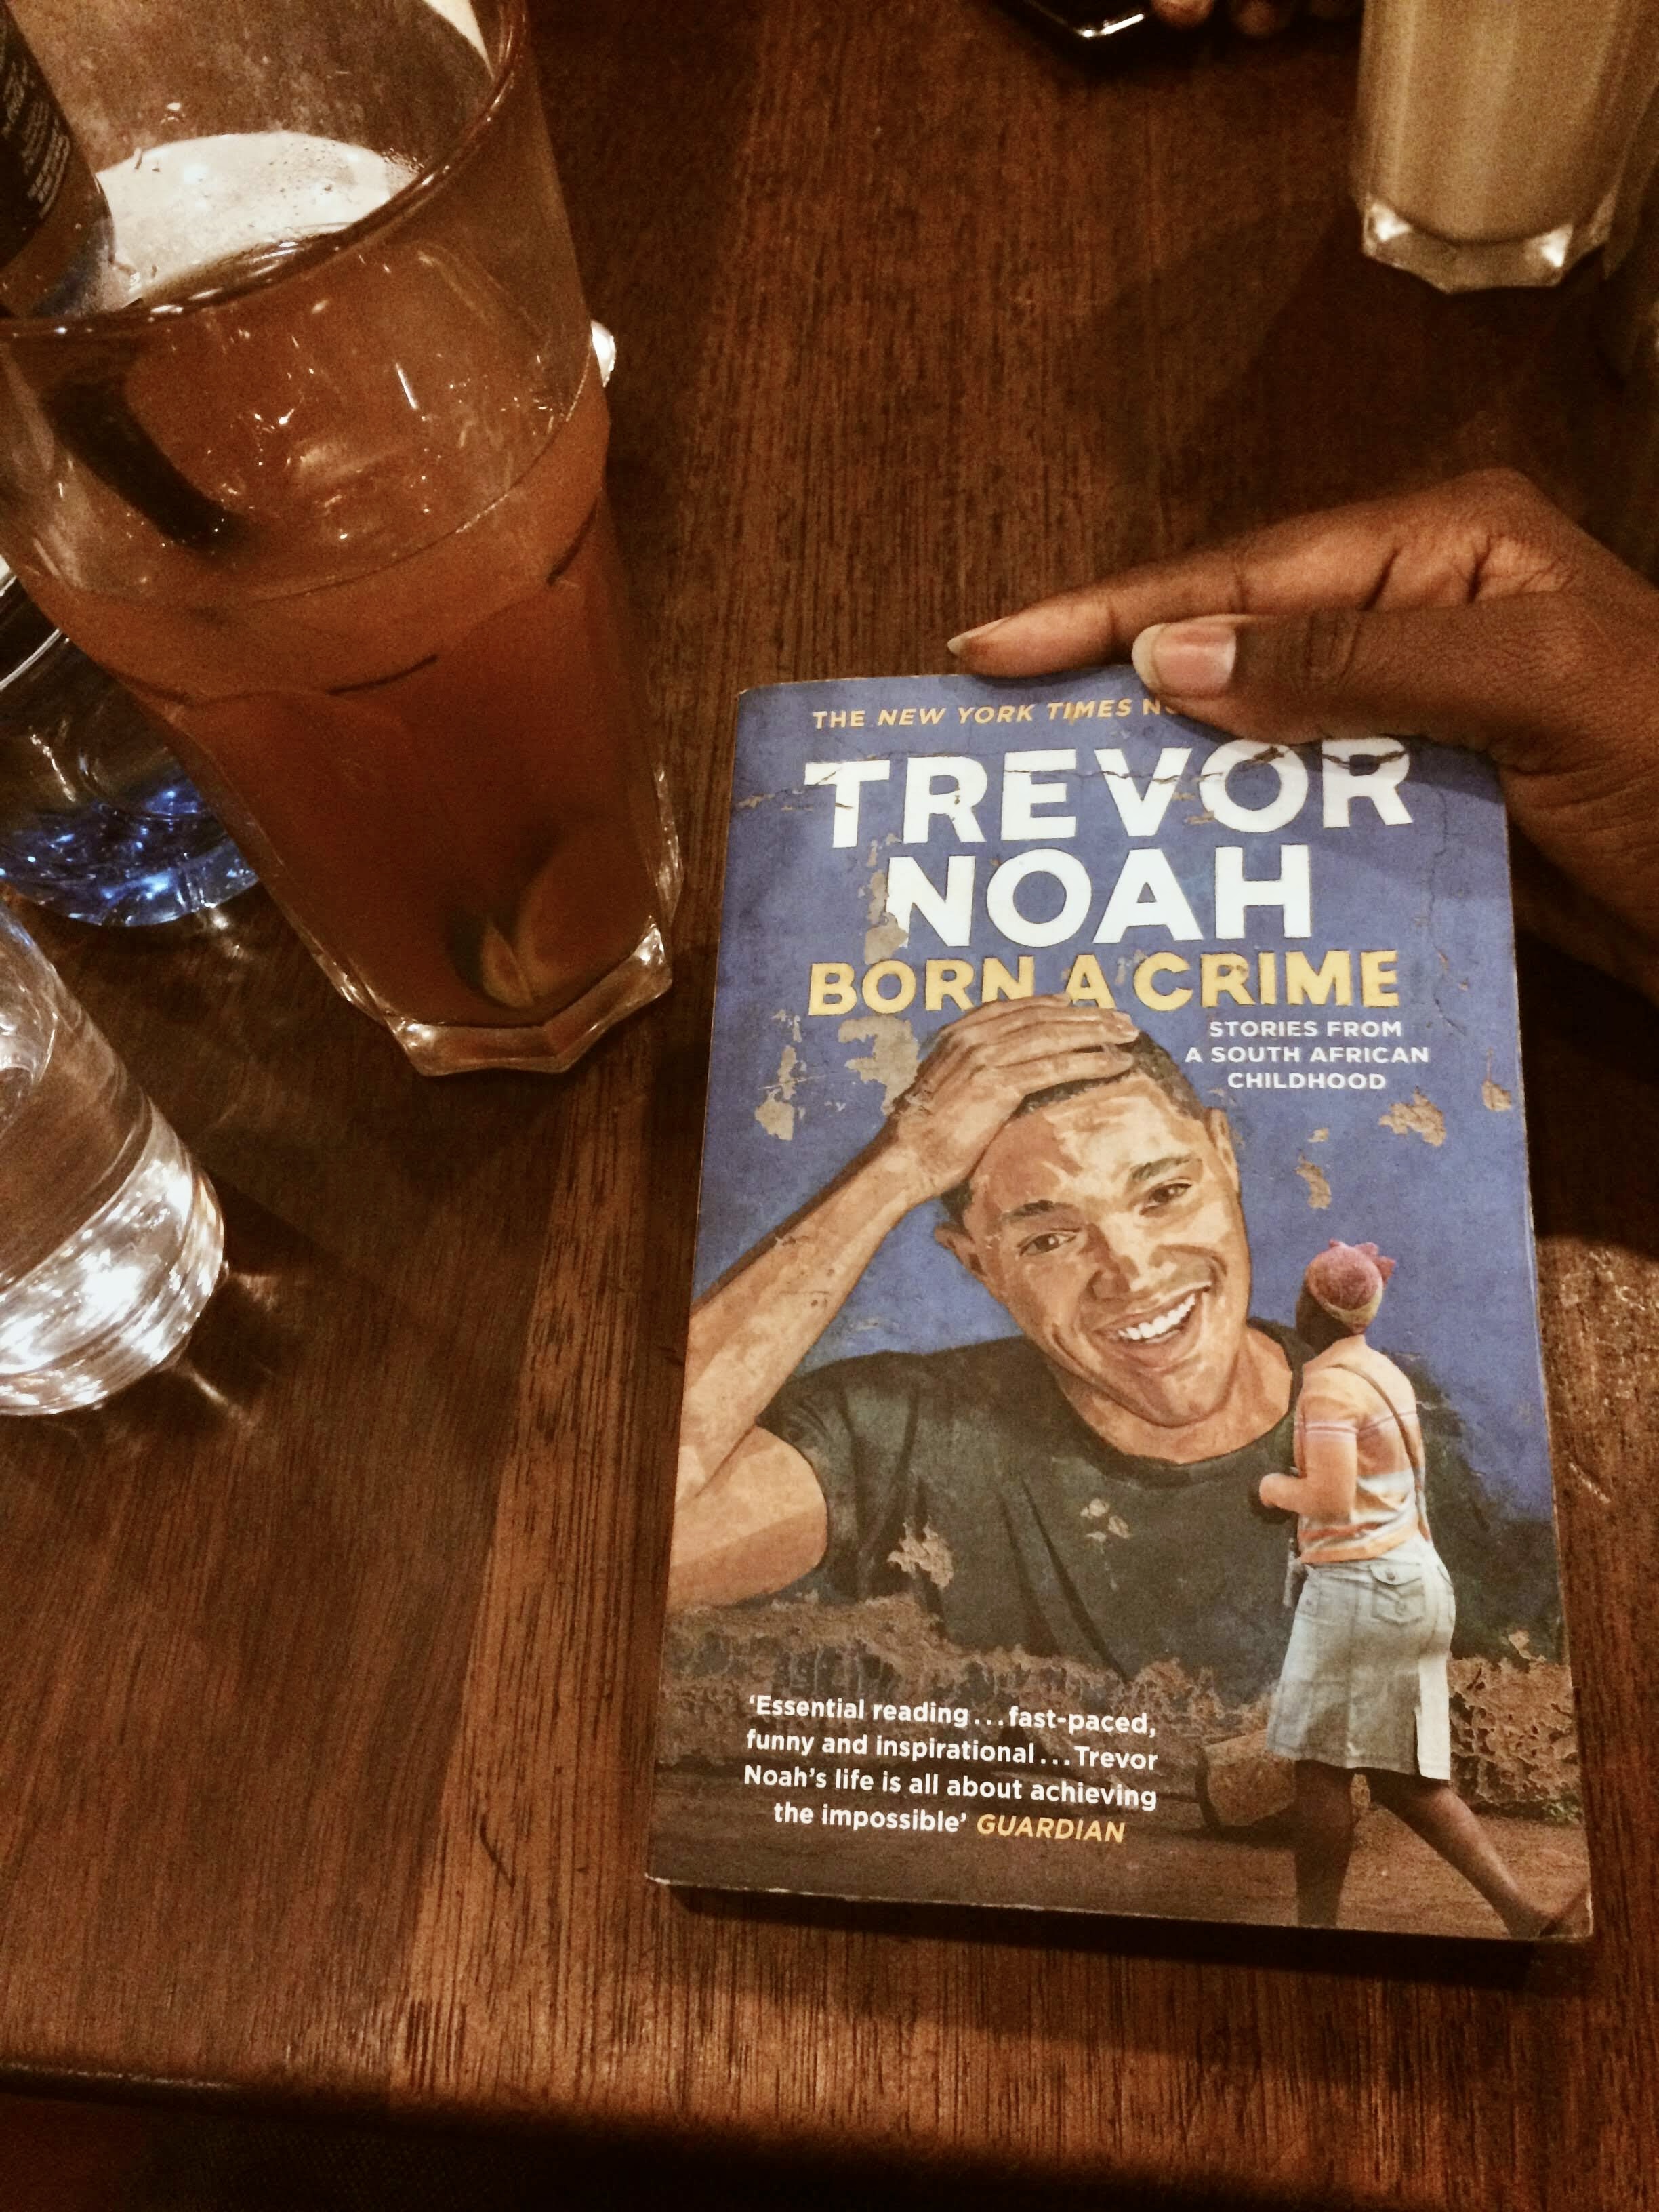 THE NEW YORK TIMES
TREVOR
NOAH
BORN A CRIME
STORIES FROM
A SOUTH AFRICAN
CHILDHOOD
‘Essential reading...fast-paced,
funny and inspirational...Trevor
Noah’s life is all about achieving
the impossible’ GUARDIAN